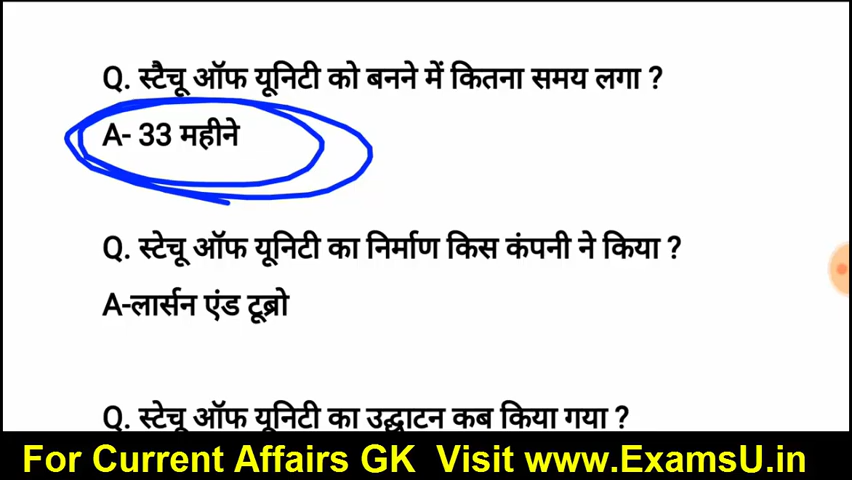 Q. स्टैचू ऑफ यूनिटी को बनने में कितना समय लगा ?
A- 33 महीने
Q. स्टेचू ऑफ यूनिटी का निर्माण किस कंपनी ने किया ?
A-लार्सन एंड टूब्रो
Q. स्टेचू ऑफ यूनिटी का उद्घाटन कब किया गया ?
For Current Affairs GK Visit www.ExamsU.in